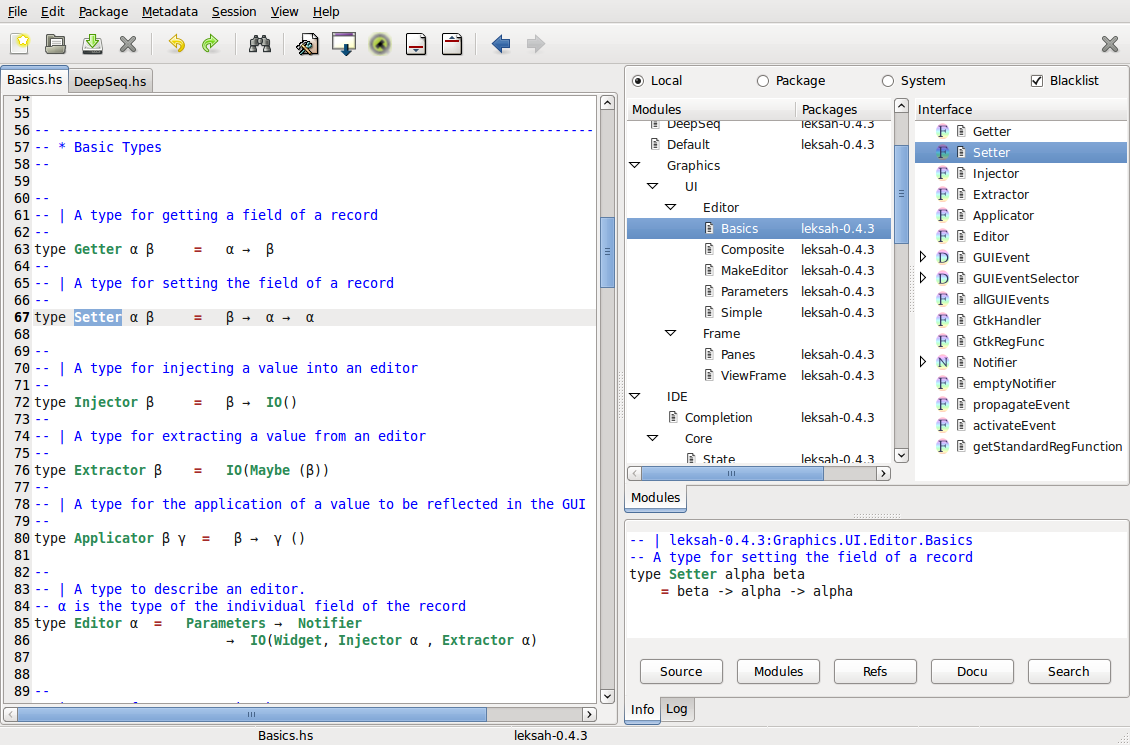 File Edit Package Metadata Session View Help
Basics.hs DeepSeq.hs
54
55
56 -- -------------------------------------------------------------------
57 -- * Basic Types
58 --
59
60 --
61 -- | A type for getting a field of a record
62 --
63 type Getter α β     =   α →  β
64 --
65 -- | A type for setting the field of a record
66 --
67 type Setter α β     =   β →  α →  α
68
69 --
70 -- | A type for injecting a value into an editor
71 --
72 type Injector β     =   β →  IO()
73 --
74 -- | A type for extracting a value from an editor
75 --
76 type Extractor β    =   IO(Maybe (β))
77 --
78 -- | A type for the application of a value to be reflected in the GUI
79 --
80 type Applicator β γ  =   β →  γ ()
81
82 --
83 -- | A type to describe an editor.
84 -- α is the type of the individual field of the record
85 type Editor α  =   Parameters →  Notifier
86                         →  IO(Widget, Injector α , Extractor α)
87
88
89 --
Local Package System Blacklist
Modules Packages
DeepSeq leksah-0.4.3
Default leksah-0.4.3
Graphics
UI
Editor
Basics leksah-0.4.3
Composite leksah-0.4.3
MakeEditor leksah-0.4.3
Parameters leksah-0.4.3
Simple leksah-0.4.3
Frame
Panes leksah-0.4.3
ViewFrame leksah-0.4.3
IDE
Completion leksah-0.4.3
Core
State leksah-0.4.3
Modules
Interface
F Getter
F Setter
F Injector
F Extractor
F Applicator
F Editor
D GUIEvent
D GUIEventSelector
F allGUIEvents
F GtkHandler
F GtkRegFunc
N Notifier
F emptyNotifier
F propagateEvent
F activateEvent
F getStandardRegFunction
-- | leksah-0.4.3:Graphics.UI.Editor.Basics
-- A type for setting the field of a record
type Setter alpha beta
    = beta -> alpha -> alpha
Source Modules Refs Docu Search
Info Log
Basics.hs leksah-0.4.3